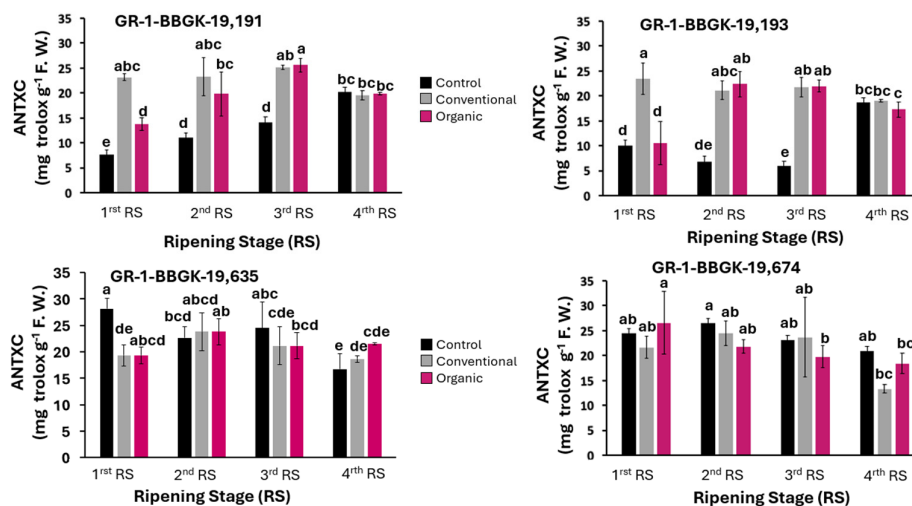 GR-1-BBGK-19,191
ANTXC
(mg trolox g⁻¹ F. W.)
35
30
25
20
15
10
5
0
e
abc
d
d
abc
bc
d
ab
a
bc
bc
bc
1rst RS
2nd RS
3rd RS
4rth RS
Ripening Stage (RS)
Control
Conventional
Organic
GR-1-BBGK-19,193
ANTXC
(mg trolox g⁻¹ F. W.)
35
30
25
20
15
10
5
0
d
a
d
de
abc
ab
e
ab
ab
bc
bc
c
1rst RS
2nd RS
3rd RS
4rth RS
Ripening Stage (RS)
GR-1-BBGK-19,635
ANTXC
(mg trolox g⁻¹ F. W.)
35
30
25
20
15
10
5
0
a
de
abcd
bcd
abcd
ab
abc
cde
bcd
e
de
cde
1rst RS
2nd RS
3rd RS
4rth RS
Ripening Stage (RS)
Control
Conventional
Organic
GR-1-BBGK-19,674
ANTXC
(mg trolox g⁻¹ F. W.)
35
30
25
20
15
10
5
0
ab
ab
a
a
ab
ab
ab
ab
b
ab
bc
bc
1rst RS
2nd RS
3rd RS
4rth RS
Ripening Stage (RS)